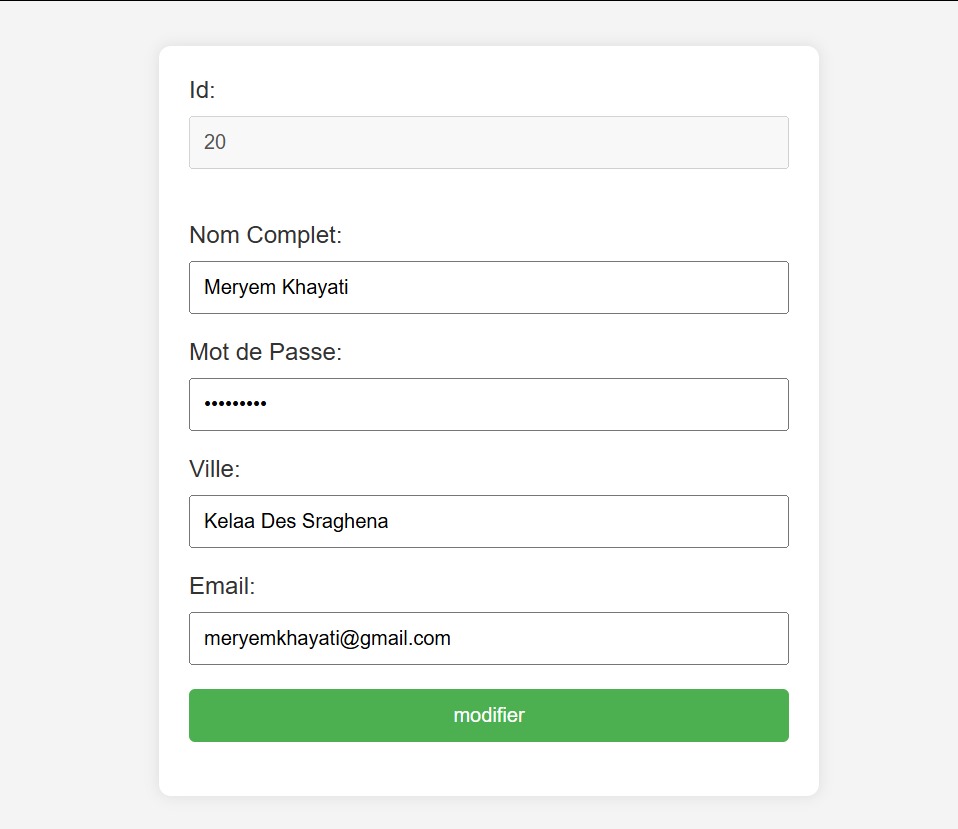 Id:
20
Nom Complet:
Meryem Khayati
Mot de Passe:
•••••••••
Ville:
Kelaa Des Sraghena
Email:
meryemkhayati@gmail.com
modifier